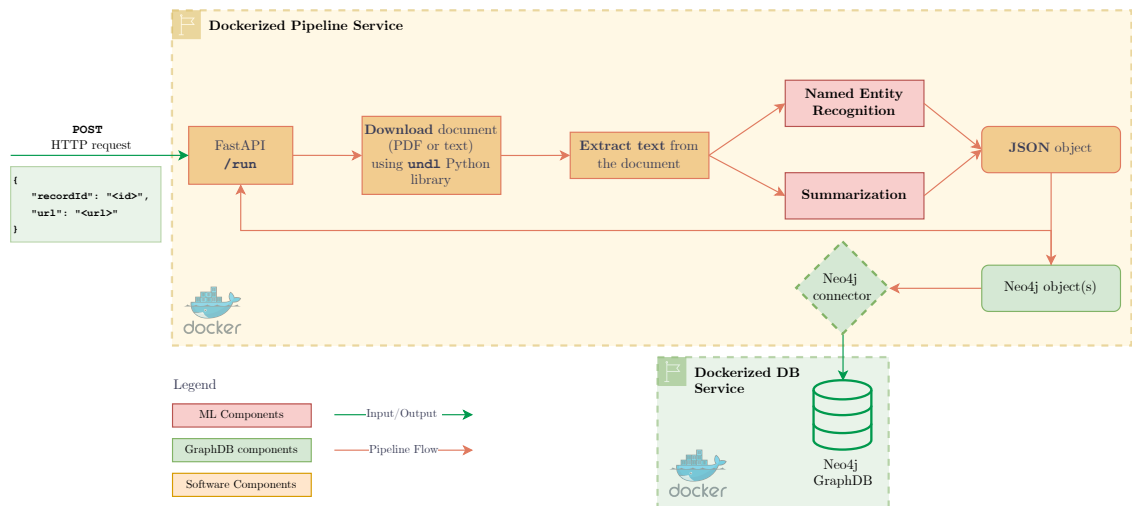 Dockerized Pipeline Service
POST
HTTP request
{
"recordId": "<id>",
"url": "<url>"
}
FastAPI
/run
Download document
(PDF or text)
using undl Python
library
Extract text from
the document
Named Entity
Recognition
Summarization
JSON object
Neo4j object(s)
Neo4j
connector
docker
Dockerized DB
Service
Neo4j
GraphDB
docker
Legend
ML Components
Input/Output
GraphDB components
Pipeline Flow
Software Components